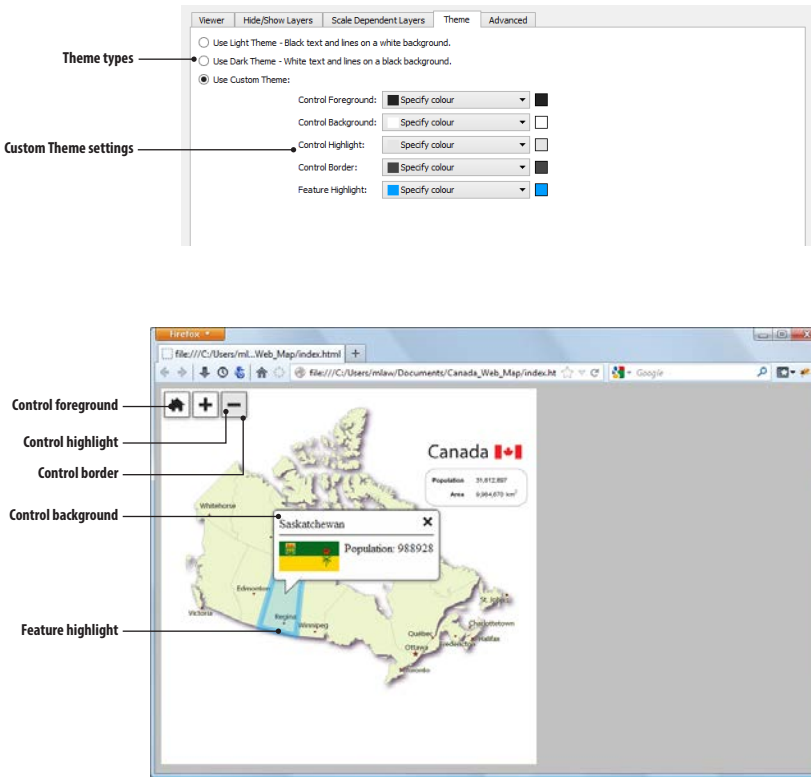 Viewer Hide/Show Layers Scale Dependent Layers Theme Advanced
Use Light Theme - Black text and lines on a white background.
Theme types
Use Dark Theme - White text and lines on a black background.
Use Custom Theme:
Control Foreground: Specify colour
Control Background: Specify colour
Custom Theme settings
Control Highlight: Specify colour
Control Border: Specify colour
Feature Highlight: Specify colour
Firefox
file:///C:/Users/ml...Web_Map/index.html +
file:///C:/Users/mlaw/Documents/Canada_Web_Map/index.ht Google
Control foreground
Control highlight
Control border
Control background
Feature highlight
Canada
Population 31,612,897
Area 9,984,670 km²
Whitehorse
Saskatchewan
Population: 988928
Edmonton
Victoria
Regina
Winnipeg
St. John's
Charlottetown
Québec
Halifax
Fredericton
Ottawa
Toronto